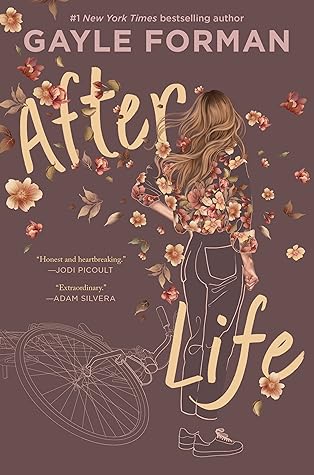 #1 New York Times bestselling author
GAYLE FORMAN
After
“Honest and heartbreaking.”
—JODI PICOULT
“Extraordinary.”
—ADAM SILVERA
Life